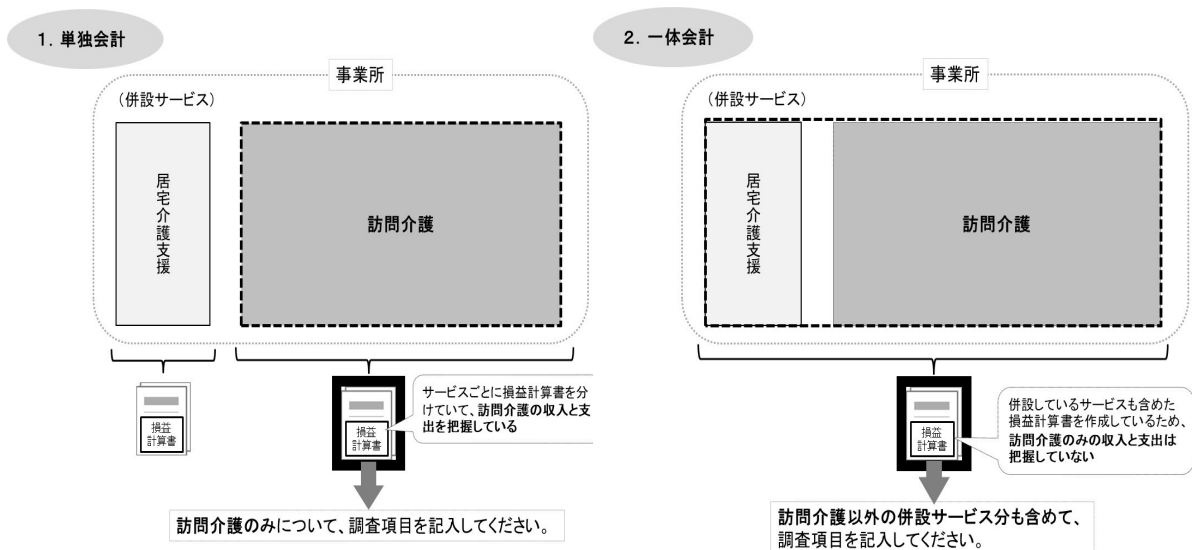 1．単独会計
事業所
（併設サービス）
居宅介護支援
訪問介護
損益
計算書
損益
計算書
サービスごとに損益計算書を分
けていて、訪問介護の収入と支
出を把握している
訪問介護のみについて、調査項目を記入してください。
2．一体会計
事業所
（併設サービス）
居宅介護支援
訪問介護
損益
計算書
併設しているサービスも含めた
損益計算書を作成しているため、
訪問介護のみの収入と支出は
把握していない
訪問介護以外の併設サービス分も含めて、
調査項目を記入してください。